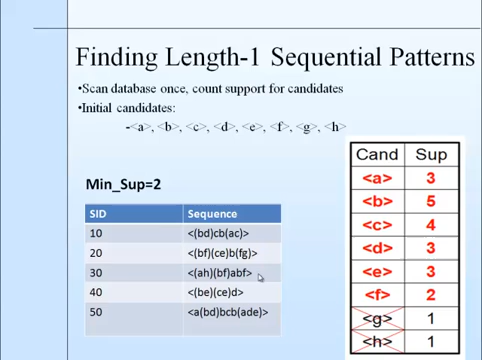 Finding Length-1 Sequential Patterns
•Scan database once, count support for candidates
•Initial candidates:
–<a>, <b>, <c>, <d>, <e>, <f>, <g>, <h>
Min_Sup=2
SID Sequence
10 <(bd)cb(ac)>
20 <(bf)(ce)b(fg)>
30 <(ah)(bf)abf>
40 <(be)(ce)d>
50 <a(bd)bcb(ade)>
Cand Sup
<a> 3
<b> 5
<c> 4
<d> 3
<e> 3
<f> 2
<g> 1
<h> 1